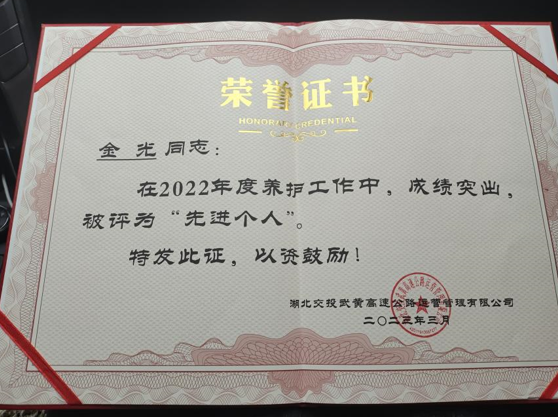 荣誉证书
HONORARY CREDENTIAL
金光同志：
在2022年度养护工作中，成绩突出，
被评为“先进个人”。
特发此证，以资鼓励！
湖北交投武黄高速公路运营管理有限公司
二〇二三年三月